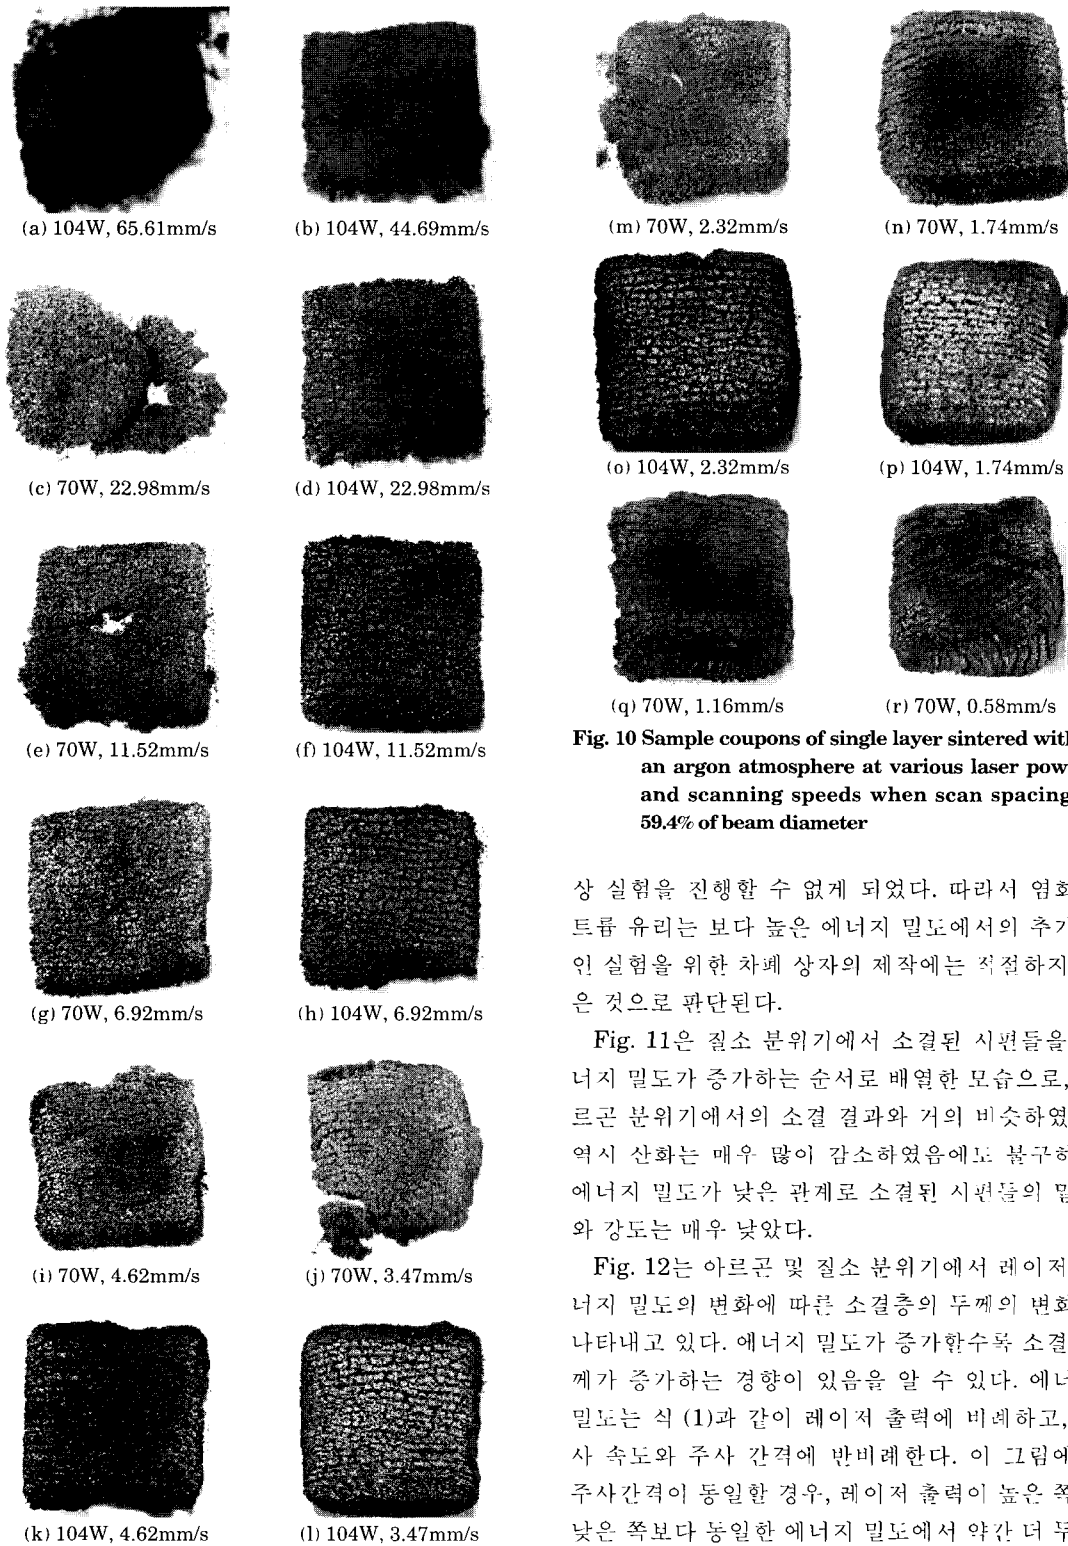 (a) 104W, 65.61mm/s
(b) 104W, 44.69mm/s
(c) 70W, 22.98mm/s
(d) 104W, 22.98mm/s
(e) 70W, 11.52mm/s
(f) 104W, 11.52mm/s
(g) 70W, 6.92mm/s
(h) 104W, 6.92mm/s
(i) 70W, 4.62mm/s
(j) 70W, 3.47mm/s
(k) 104W, 4.62mm/s
(l) 104W, 3.47mm/s
(m) 70W, 2.32mm/s
(n) 70W, 1.74mm/s
(o) 104W, 2.32mm/s
(p) 104W, 1.74mm/s
(q) 70W, 1.16mm/s
(r) 70W, 0.58mm/s
Fig. 10 Sample coupons of single layer sintered with
an argon atmosphere at various laser pow
and scanning speeds when scan spacing
59.4% of beam diameter
상 실험을 진행할 수 없게 되었다. 따라서 염화
트륨 유리는 보다 높은 에너지 밀도에서의 추가
인 실험을 위한 차폐 상자의 제작에는 적절하지
은 것으로 판단된다.
Fig. 11은 질소 분위기에서 소결된 시편들을
너지 밀도가 증가하는 순서로 배열한 모습으로,
르곤 분위기에서의 소결 결과와 거의 비슷하였
역시 산화는 매우 많이 감소하였음에도 불구하
에너지 밀도가 낮은 관계로 소결된 시편들의 밀
와 강도는 매우 낮았다.
Fig. 12는 아르곤 및 질소 분위기에서 레이저
너지 밀도의 변화에 따른 소결층의 두께의 변화
나타내고 있다. 에너지 밀도가 증가할수록 소결
께가 증가하는 경향이 있음을 알 수 있다. 에너
밀도는 식 (1)과 같이 레이저 출력에 비례하고,
사 속도와 주사 간격에 반비례한다. 이 그림에
주사간격이 동일할 경우, 레이저 출력이 높은 쪽
낮은 쪽보다 동일한 에너지 밀도에서 약간 더 두